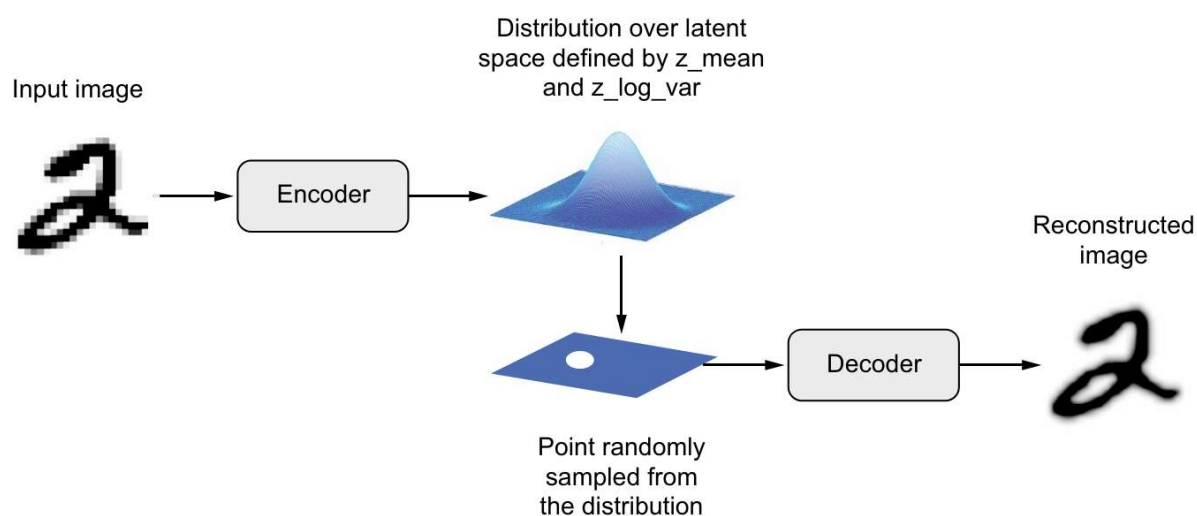 Distribution over latent
space defined by z_mean
and z_log_var
Input image
Encoder
Reconstructed
image
Decoder
Point randomly
sampled from
the distribution